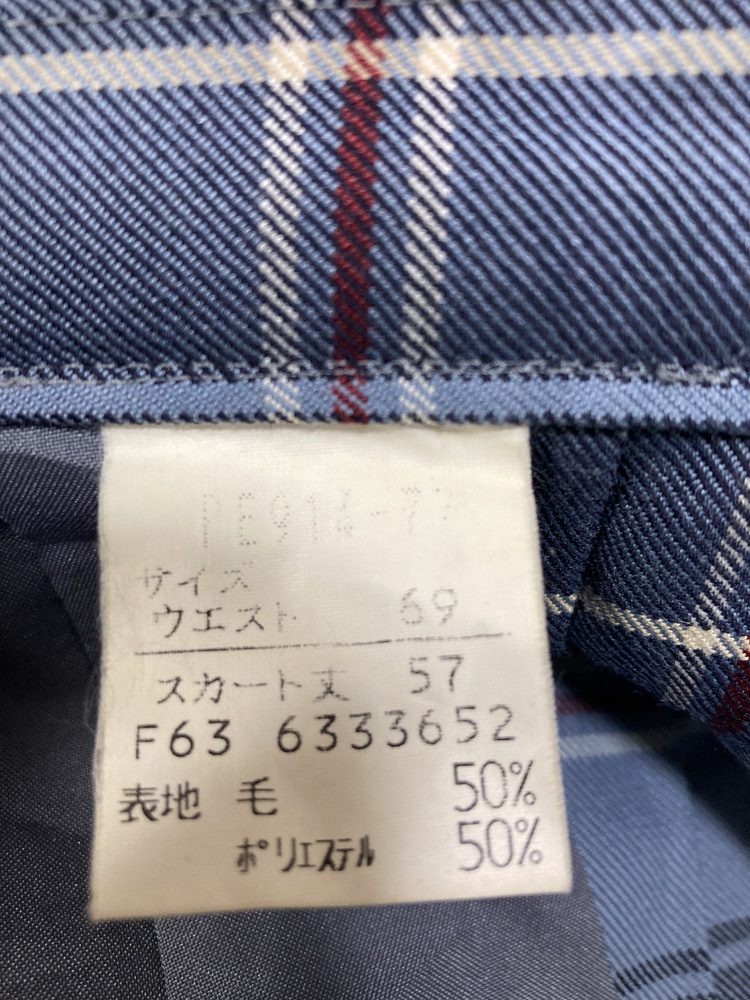 サイズ
ウエスト 69
スカート丈 57
F63 6333652
表地 毛 50%
ポリエステル 50%